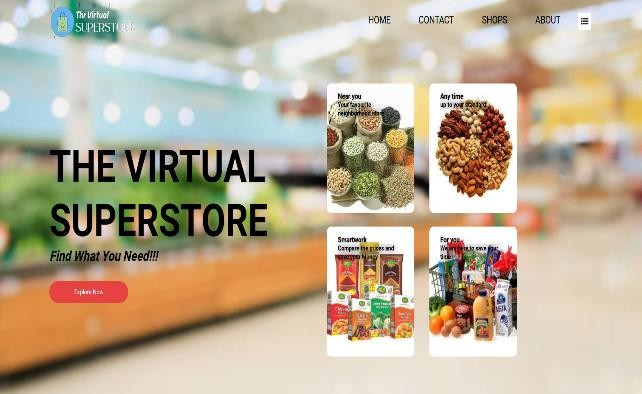 The Virtual
SUPERSTORE
HOME
CONTACT
SHOPS
ABOUT
THE VIRTUAL
SUPERSTORE
Find What You Need!!!
Explore Now
Near you
Your favourite
neighborhood store
Any time
up to your standard
Smartwork
Compare the prices and
save your Money
For you
We are here to save your
time
MILK